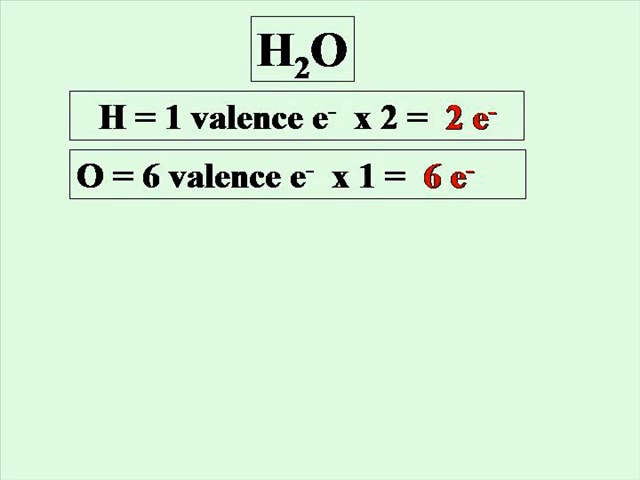 H₂O
H = 1 valence e⁻ x 2 = 2 e⁻
O = 6 valence e⁻ x 1 = 6 e⁻